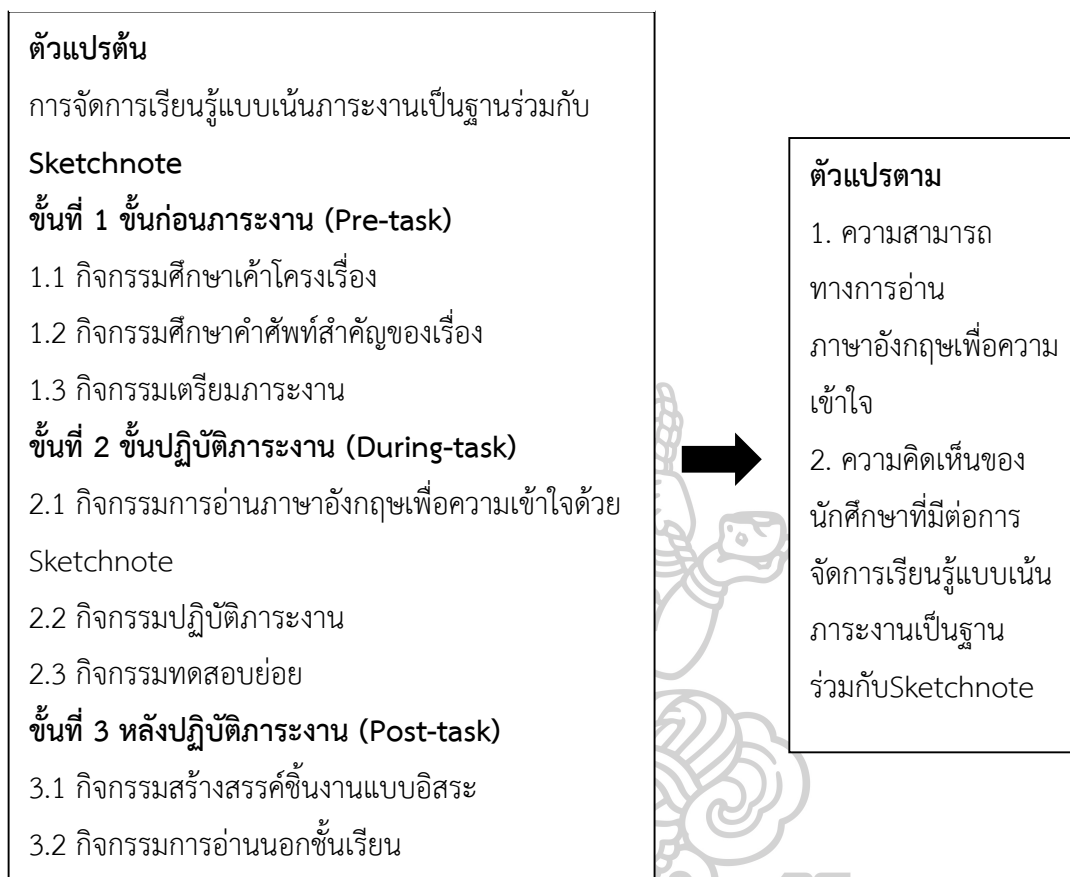 ตัวแปรต้น
การจัดการเรียนรู้แบบเน้นภาระงานเป็นฐานร่วมกับ
Sketchnote
ขั้นที่ 1 ขั้นก่อนภาระงาน (Pre-task)
1.1 กิจกรรมศึกษาเค้าโครงเรื่อง
1.2 กิจกรรมศึกษาคำศัพท์สำคัญของเรื่อง
1.3 กิจกรรมเตรียมภาระงาน
ขั้นที่ 2 ขั้นปฏิบัติภาระงาน (During-task)
2.1 กิจกรรมการอ่านภาษาอังกฤษเพื่อความเข้าใจด้วย
Sketchnote
2.2 กิจกรรมปฏิบัติภาระงาน
2.3 กิจกรรมทดสอบย่อย
ขั้นที่ 3 หลังปฏิบัติภาระงาน (Post-task)
3.1 กิจกรรมสร้างสรรค์ชิ้นงานแบบอิสระ
3.2 กิจกรรมการอ่านนอกชั้นเรียน
ตัวแปรตาม
1. ความสามารถ
ทางการอ่าน
ภาษาอังกฤษเพื่อความ
เข้าใจ
2. ความคิดเห็นของ
นักศึกษาที่มีต่อการ
จัดการเรียนรู้แบบเน้น
ภาระงานเป็นฐาน
ร่วมกับSketchnote